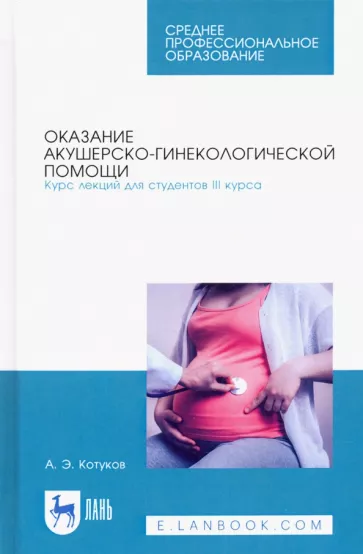 СРЕДНЕЕ
ПРОФЕССИОНАЛЬНОЕ
ОБРАЗОВАНИЕ
ОКАЗАНИЕ
АКУШЕРСКО-ГИНЕКОЛОГИЧЕСКОЙ
ПОМОЩИ
Курс лекций для студентов III курса
А. Э. Котуков
ЛАНЬ
E.LANBOOK.COM